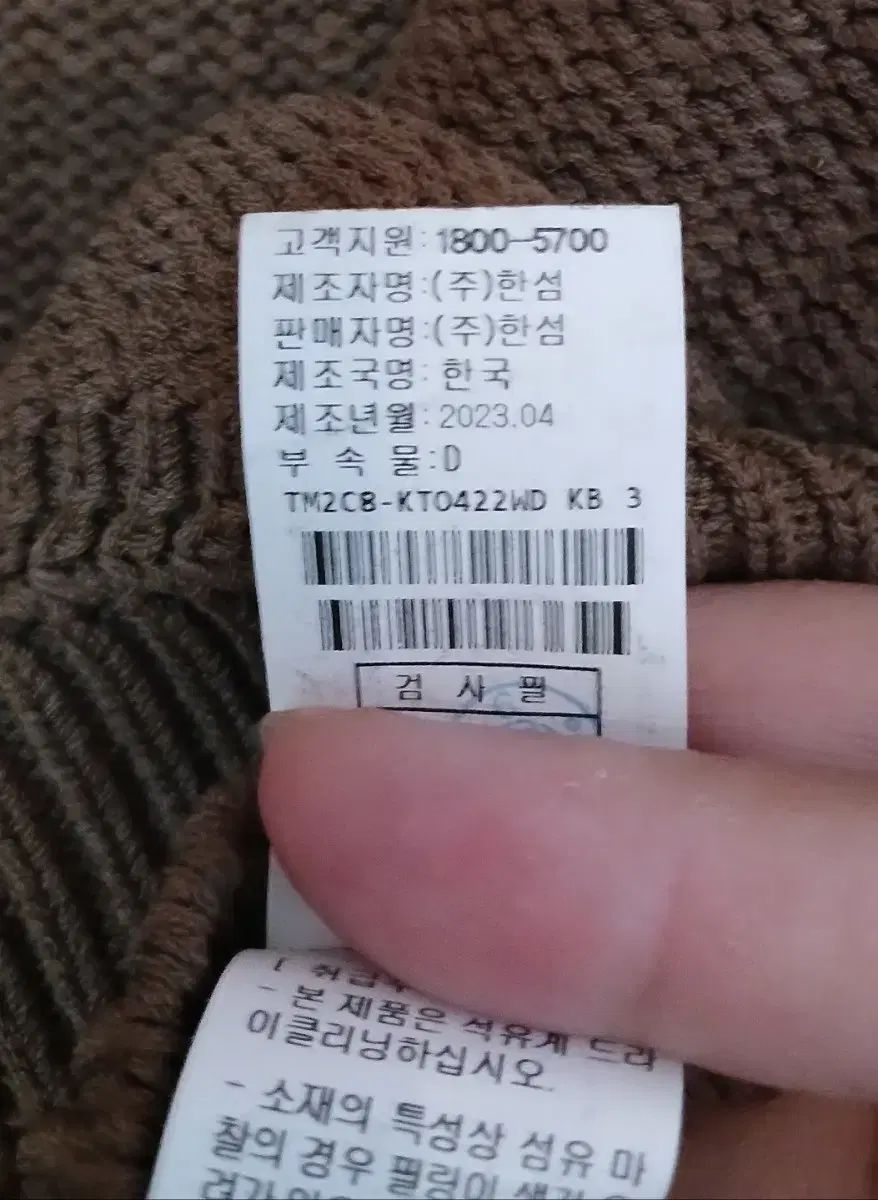 고객지원:1800-5700
제조자명:(주)한섬
판매자명:(주)한섬
제조국명:한국
제조년월:2023.04
부 속 물:D
TM2C8-KTO422WD KB 3
검 사 필
- 본 제품은 석유계 드라
이클리닝하십시오.
- 소재의 특성상 섬유 마
찰의 경우 필링이